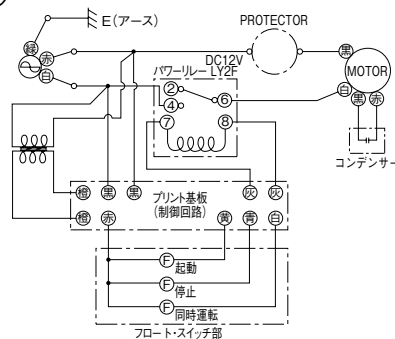 E(アース)
PROTECTOR
緑
赤
白
DC12V
パワーリレー LY2F
黒
MOTOR
②
④
⑥
白
黒 赤
⑦
⑧
コンデンサー
橙 黒 黒
プリント基板
(制御回路)
灰 灰
橙 赤
黄 青 白
F 起動
F 停止
F 同時運転
フロート・スイッチ部